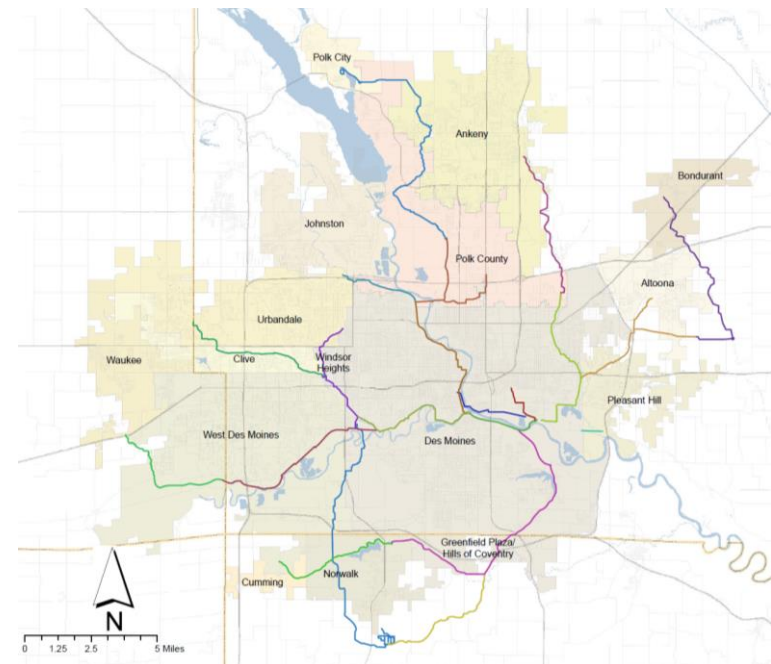 Polk City
Ankeny
Bondurant
Johnston
Polk County
Altoona
Urbandale
Waukee
Clive
Windsor
Heights
Pleasant Hill
West Des Moines
Des Moines
Greenfield Plaza/
Hills of Coventry
Cumming
Norwalk
N
0 1.25 2.5 5 Miles